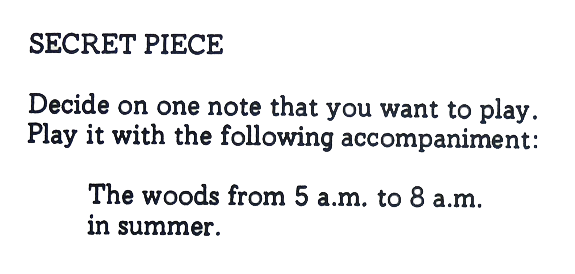 SECRET PIECE
Decide on one note that you want to play.
Play it with the following accompaniment:
The woods from 5 a.m. to 8 a.m.
in summer.